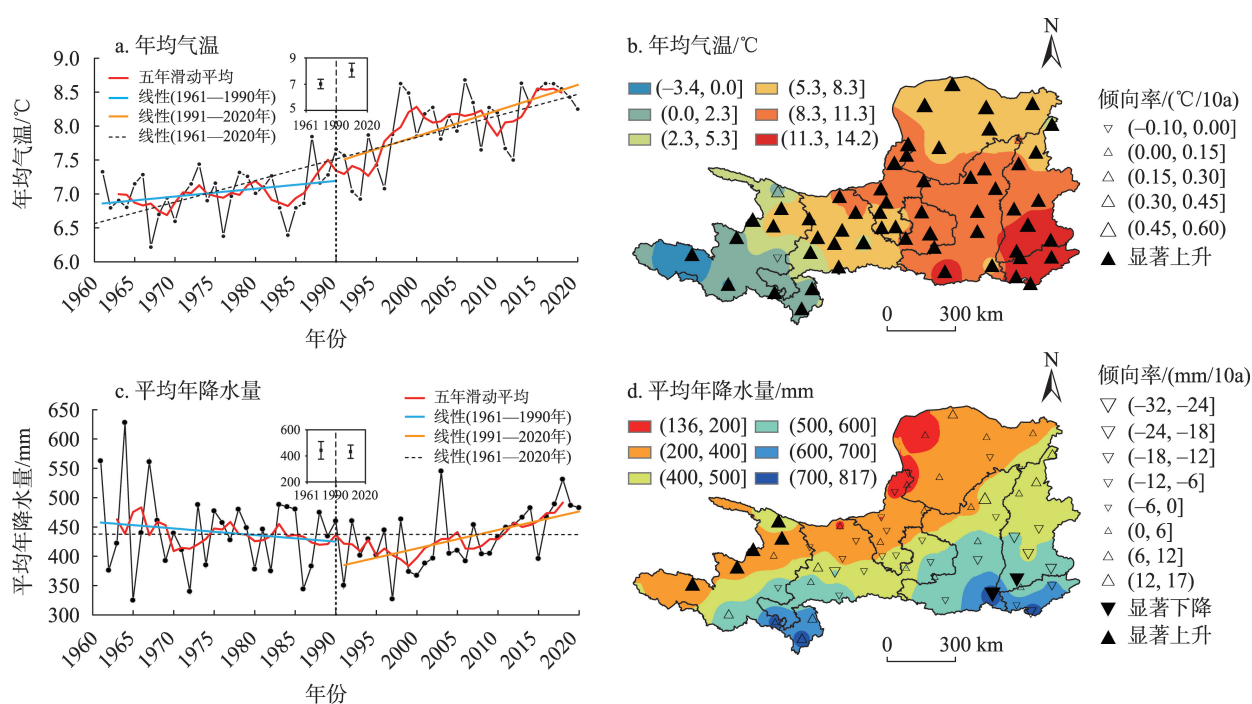 a. 年均气温
年均气温/℃
9.0
8.5
8.0
7.5
7.0
6.5
6.0
五年滑动平均
线性(1961—1990年)
线性(1991—2020年)
线性(1961—2020年)
9
7
5
1961 1990 2020
1960
1965
1970
1975
1980
1985
1990
1995
2000
2005
2010
2015
2020
年份
b. 年均气温/℃
(–3.4, 0.0]
(0.0, 2.3]
(2.3, 5.3]
(5.3, 8.3]
(8.3, 11.3]
(11.3, 14.2)
N
0 300 km
倾向率/(℃/10a)
(–0.10, 0.00]
(0.00, 0.15]
(0.15, 0.30]
(0.30, 0.45]
(0.45, 0.60)
显著上升
c. 平均年降水量
平均年降水量/mm
650
600
550
500
450
400
350
300
五年滑动平均
线性(1961—1990年)
线性(1991—2020年)
线性(1961—2020年)
600
400
200
1961 1990 2020
1960
1965
1970
1975
1980
1985
1990
1995
2000
2005
2010
2015
2020
年份
d. 平均年降水量/mm
(136, 200]
(200, 400]
(400, 500]
(500, 600]
(600, 700]
(700, 817)
N
0 300 km
倾向率/(mm/10a)
(–32, –24]
(–24, –18]
(–18, –12]
(–12, –6]
(–6, 0]
(0, 6]
(6, 12]
(12, 17)
显著下降
显著上升